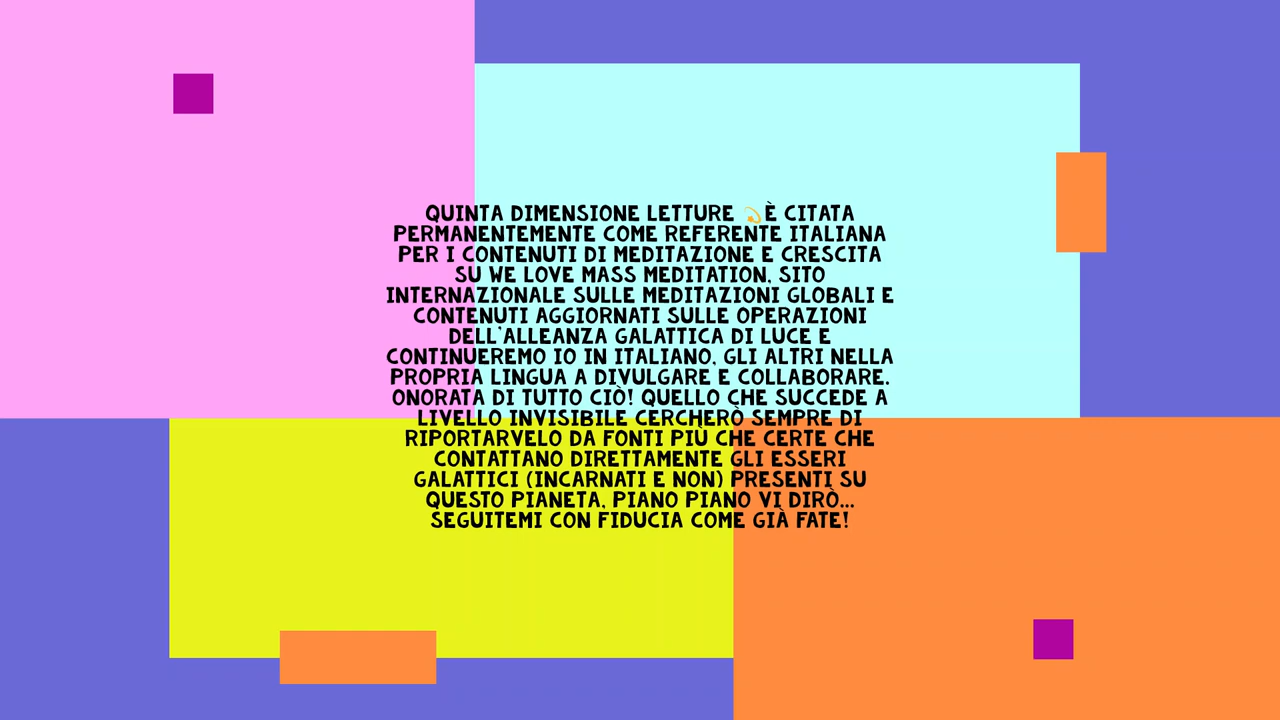 QUINTA DIMENSIONE LETTURE 💫È CITATA
PERMANENTEMENTE COME REFERENTE ITALIANA
PER I CONTENUTI DI MEDITAZIONE E CRESCITA
SU WE LOVE MASS MEDITATION, SITO
INTERNAZIONALE SULLE MEDITAZIONI GLOBALI E
CONTENUTI AGGIORNATI SULLE OPERAZIONI
DELL'ALLEANZA GALATTICA DI LUCE E
CONTINUEREMO IO IN ITALIANO, GLI ALTRI NELLA
PROPRIA LINGUA A DIVULGARE E COLLABORARE.
ONORATA DI TUTTO CIÒ! QUELLO CHE SUCCEDE A
LIVELLO INVISIBILE CERCHERÒ SEMPRE DI
RIPORTARVELO DA FONTI PIÙ CHE CERTE CHE
CONTATTANO DIRETTAMENTE GLI ESSERI
GALATTICI (INCARNATI E NON) PRESENTI SU
QUESTO PIANETA, PIANO PIANO VI DIRÒ...
SEGUITEMI CON FIDUCIA COME GIÀ FATE!